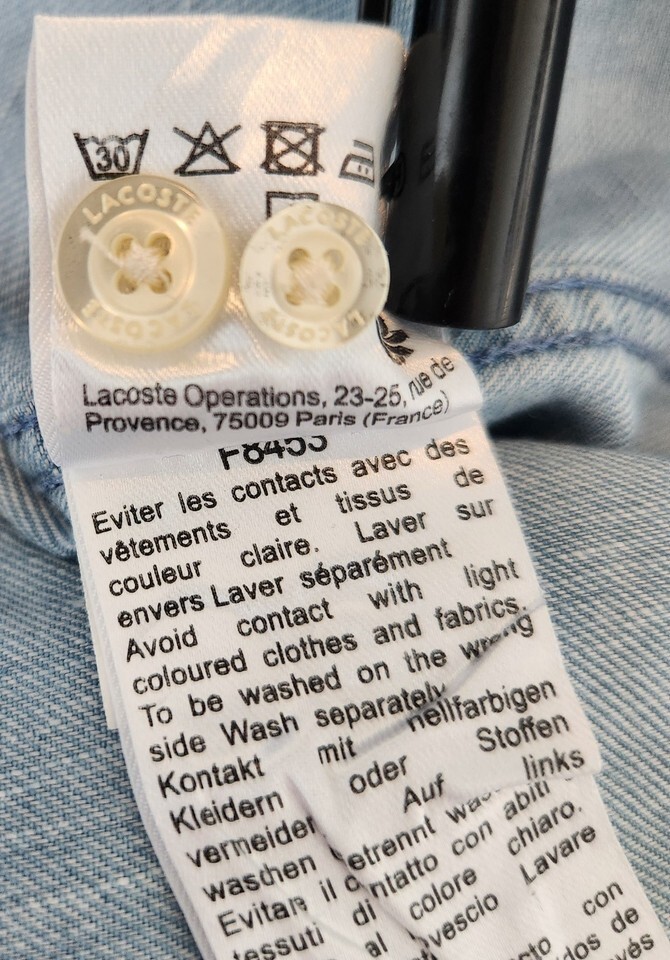 30
LACOSTE
LACOSTE
LACOSTE
LACOSTE
Lacoste Operations, 23-25, rue de
Provence, 75009 Paris (France)
F8453
Eviter les contacts avec des
vêtements et tissus de
couleur claire. Laver sur
envers Laver séparément
Avoid contact with light
coloured clothes and fabrics.
To be washed on the wrong
side Wash separately
Kontakt mit hellfarbigen
Kleidern oder Stoffen
vermeiden Auf links
waschen
Evitare il contatto con abiti
tessuti di colore chiaro.
al rovescio Lavare
con